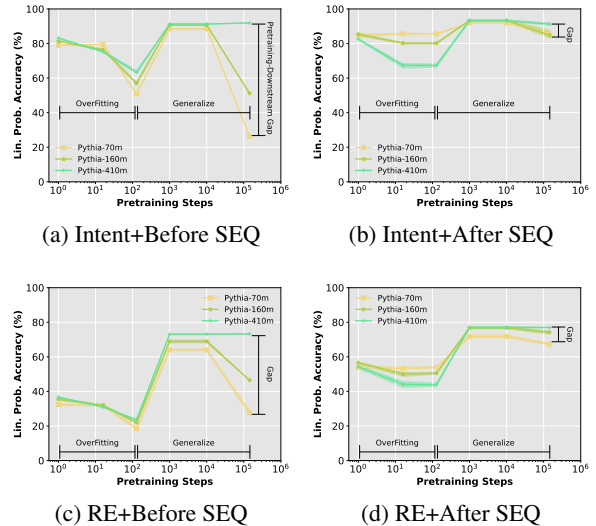 Lin. Prob. Accuracy (%)
100
80
60
40
20
0
OverFitting
Generalize
Pretraining-Downstream Gap
Pythia-70m
Pythia-160m
Pythia-410m
10^0 10^1 10^2 10^3 10^4 10^5 10^6
Pretraining Steps
(a) Intent+Before SEQ
Lin. Prob. Accuracy (%)
100
80
60
40
20
0
Gap
OverFitting
Generalize
Pythia-70m
Pythia-160m
Pythia-410m
10^0 10^1 10^2 10^3 10^4 10^5 10^6
Pretraining Steps
(b) Intent+After SEQ
Lin. Prob. Accuracy (%)
100
80
60
40
20
0
Pythia-70m
Pythia-160m
Pythia-410m
Gap
OverFitting
Generalize
10^0 10^1 10^2 10^3 10^4 10^5 10^6
Pretraining Steps
(c) RE+Before SEQ
Lin. Prob. Accuracy (%)
100
80
60
40
20
0
Pythia-70m
Pythia-160m
Pythia-410m
Gap
OverFitting
Generalize
10^0 10^1 10^2 10^3 10^4 10^5 10^6
Pretraining Steps
(d) RE+After SEQ